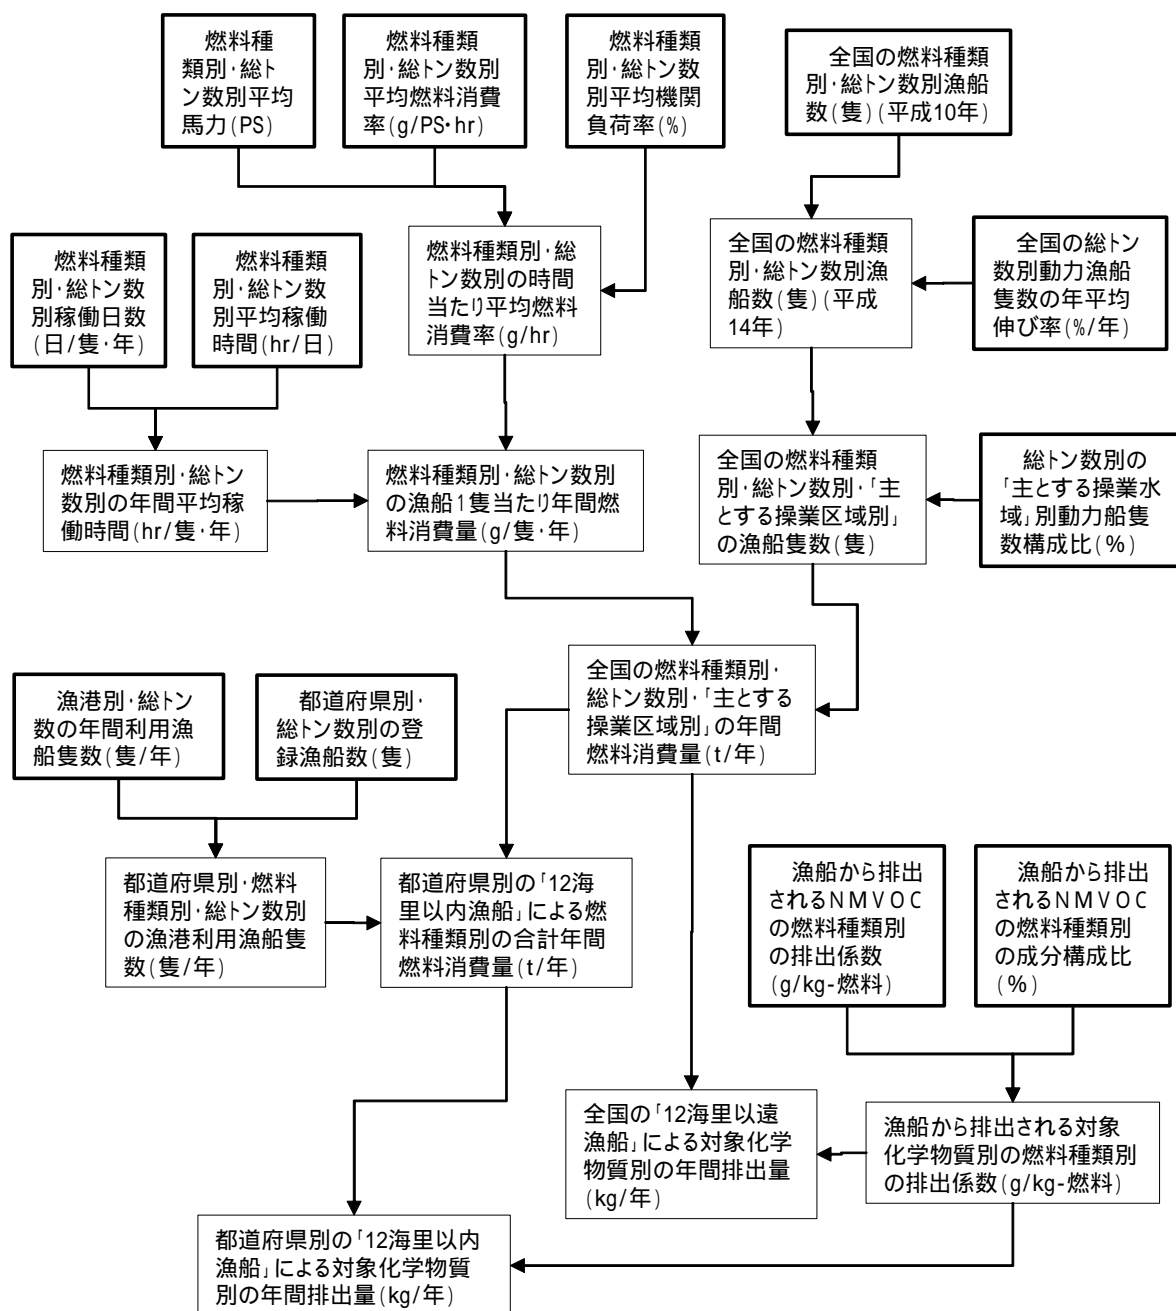 燃料種
類別・総ト
ン数別平均
馬力(PS)
燃料種類
別・総トン数別
平均燃料消費
率(g/PS・hr)
燃料種類
別・総トン数
別平均機関
負荷率(%)
全国の燃料種類
別・総トン数別漁船
数(隻)(平成10年)
燃料種類
別・総トン数
別稼働日数
(日/隻・年)
燃料種類
別・総トン数
別平均稼働
時間(hr/日)
燃料種類別・総
トン数別の時間
当たり平均燃料
消費率(g/hr)
全国の燃料種類
別・総トン数別漁
船数(隻)(平成
14年)
全国の総トン
数別動力漁船
隻数の年平均
伸び率(%/年)
燃料種類別・総トン
数別の年間平均稼
働時間(hr/隻・年)
燃料種類別・総トン数別
の漁船1隻当たり年間燃
料消費量(g/隻・年)
全国の燃料種類
別・総トン数別・「主
とする操業区域別」
の漁船隻数(隻)
総トン数別の
「主とする操業水
域」別動力船隻
数構成比(%)
漁港別・総トン
数の年間利用漁
船隻数(隻/年)
都道府県別・
総トン数別の登
録漁船数(隻)
全国の燃料種類別・
総トン数別・「主とする
操業区域別」の年間
燃料消費量(t/年)
都道府県別・燃料
種類別・総トン数別
の漁港利用漁船隻
数(隻/年)
都道府県別の「12海
里以内漁船」による燃
料種類別の合計年間
燃料消費量(t/年)
漁船から排出
されるNMVOC
の燃料種類別
の排出係数
(g/kg-燃料)
漁船から排出
されるNMVOC
の燃料種類別
の成分構成比
(%)
全国の「12海里以遠
漁船」による対象化学
物質別の年間排出量
(kg/年)
漁船から排出される対象
化学物質別の燃料種類別
の排出係数(g/kg-燃料)
都道府県別の「12海里以内
漁船」による対象化学物質
別の年間排出量(kg/年)